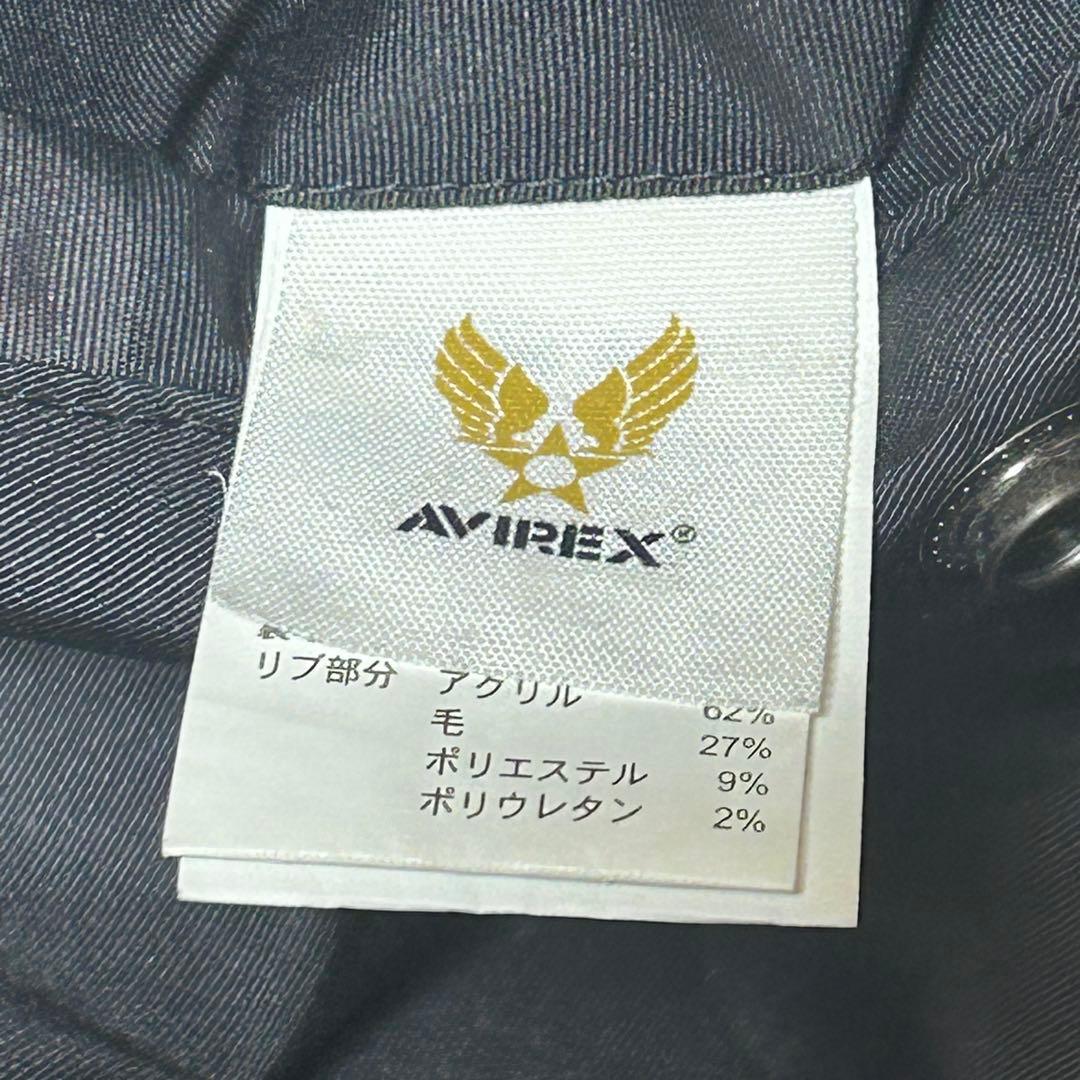 AVIREX®
リブ部分 アクリル 62%
毛 27%
ポリエステル 9%
ポリウレタン 2%